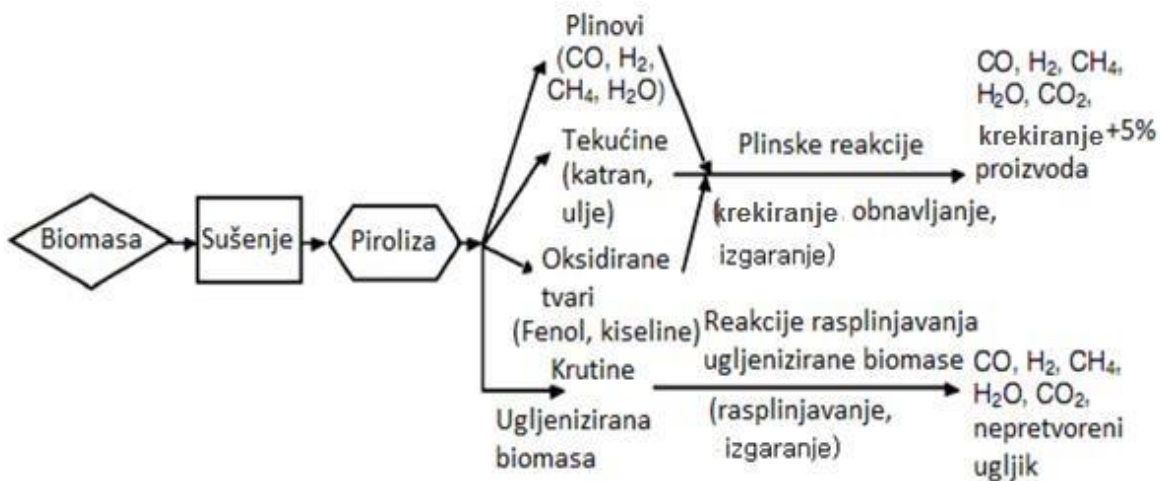 Biomasa
Sušenje
Piroliza
Plinovi
(CO, H₂,
CH₄, H₂O)
Tekućine
(katran,
ulje)
Oksidirane
tvari
(Fenol, kiseline)
Krutine
Ugljenizirana
biomasa
Plinske reakcije
(krekiranje. obnavljanje,
izgaranje)
CO, H₂, CH₄,
H₂O, CO₂,
krekiranje +5%
proizvoda
Reakcije rasplinjavanja
ugljenizirane biomase
(rasplinjavanje,
izgaranje)
CO, H₂, CH₄,
H₂O, CO₂,
nepretvoreni
ugljik